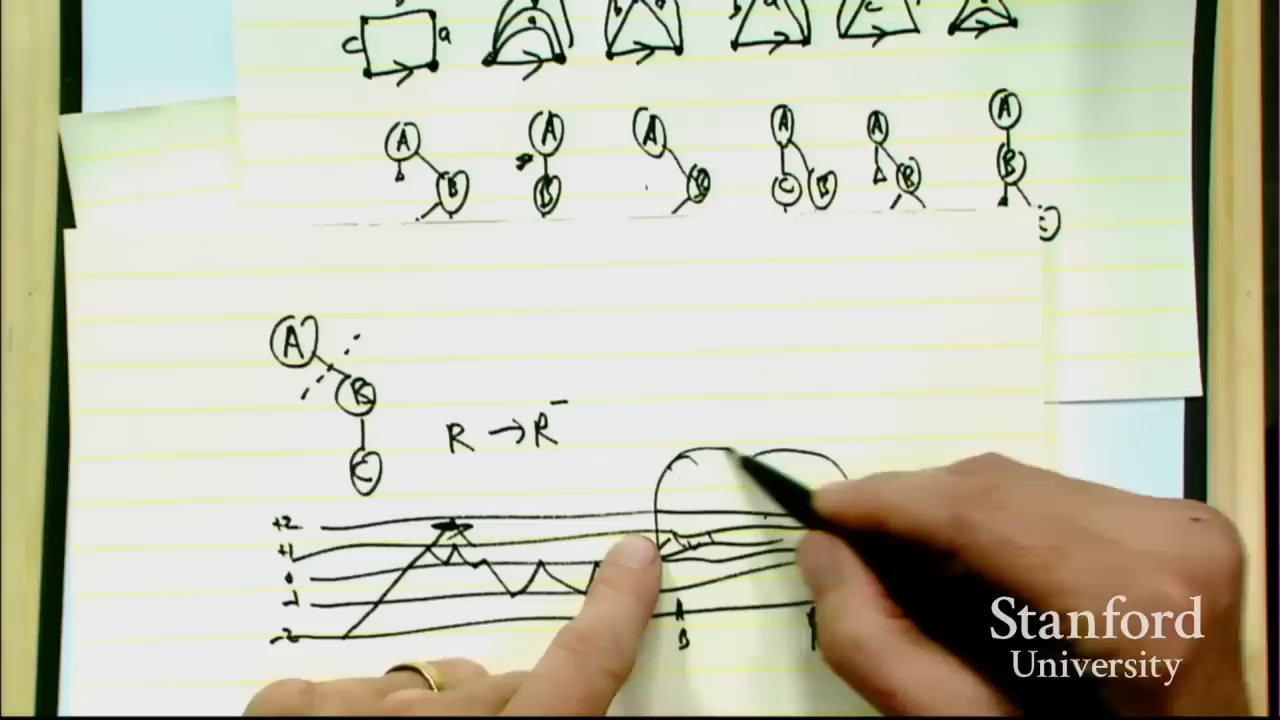 c a b a b a c
A A A A A A
B B B C B B B
C
A
B
R → R⁻
C
+2
+1
0
-1
-2
A
B
Stanford
University